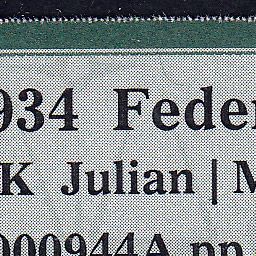 934 Feder
K Julian | M
000944A pp